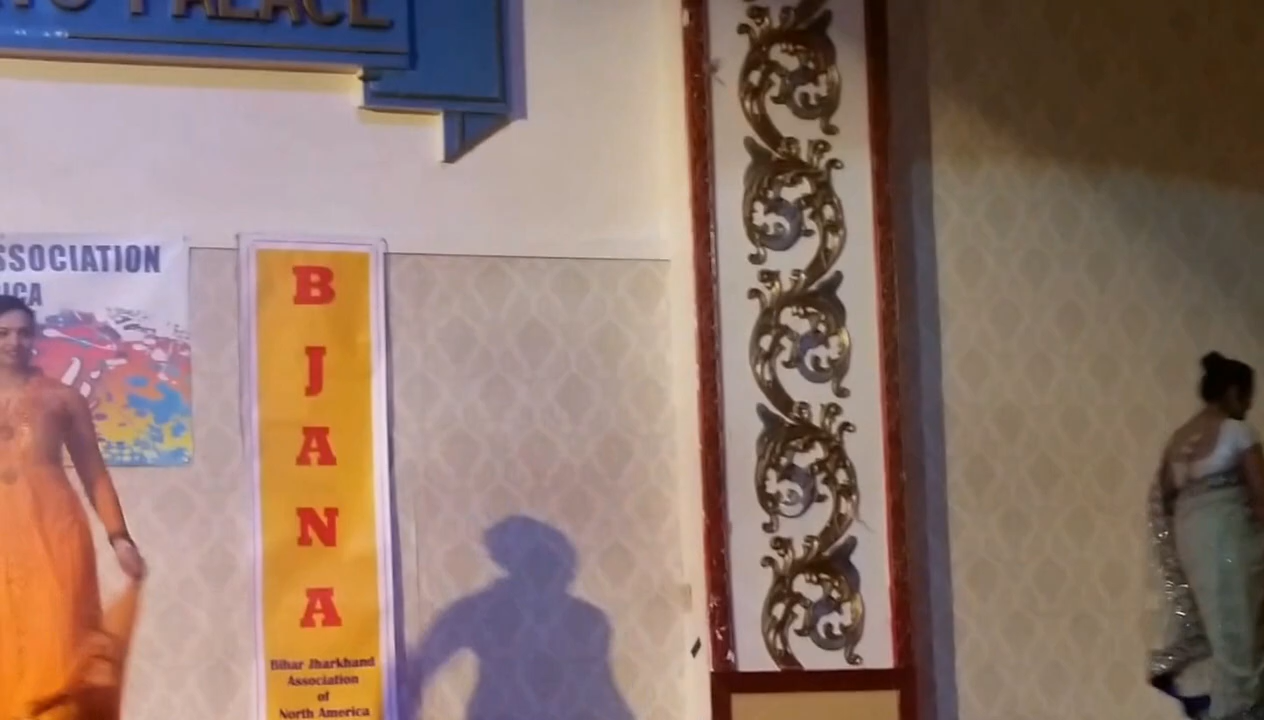 PALACE
ASSOCIATION
B
J
A
N
A
Bihar Jharkhand
Association
of
North America